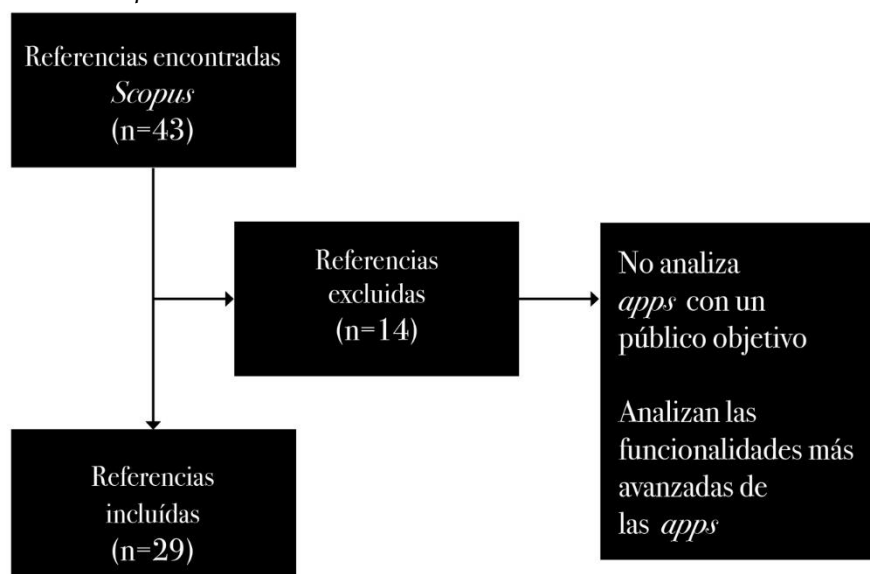 Referencias encontradas
Scopus
(n=43)
Referencias
excluidas
(n=14)
No analiza
apps con un
público objetivo
Analizan las
funcionalidades más
avanzadas de
las apps
Referencias
incluídas
(n=29)